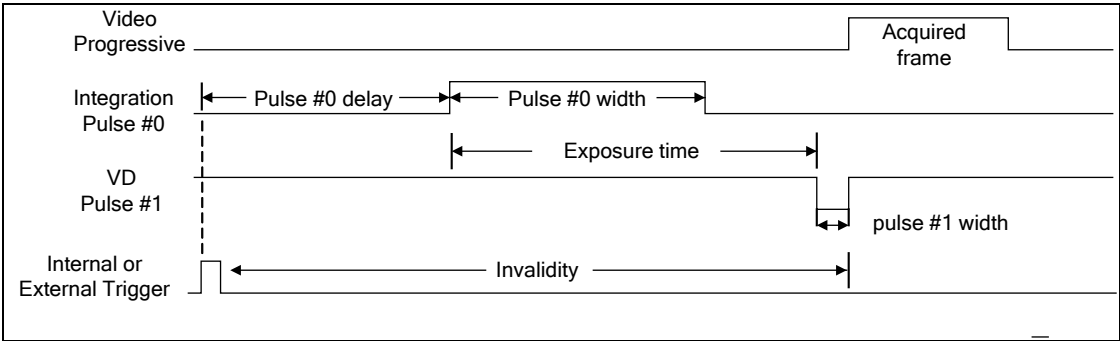 Video
Progressive
Acquired
frame
Integration
Pulse #0
Pulse #0 delay
Pulse #0 width
Exposure time
VD
Pulse #1
pulse #1 width
Internal or
External Trigger
Invalidity